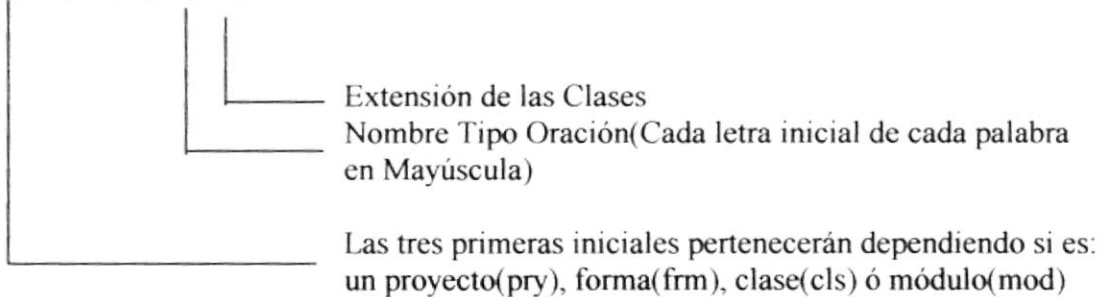 Extensión de las Clases
Nombre Tipo Oración(Cada letra inicial de cada palabra
en Mayúscula)
Las tres primeras iniciales pertenecerán dependiendo si es:
un proyecto(pry), forma(frm), clase(cls) ó módulo(mod)